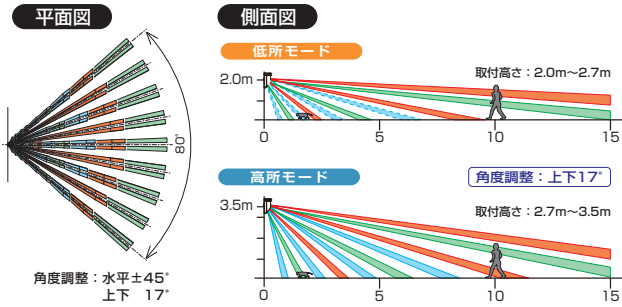 平面図
80°
角度調整：水平±45°
上下 17°
側面図
低所モード
取付高さ：2.0m～2.7m
2.0m
0 5 10 15
高所モード
角度調整：上下17°
取付高さ：2.7m～3.5m
3.5m
0 5 10 15